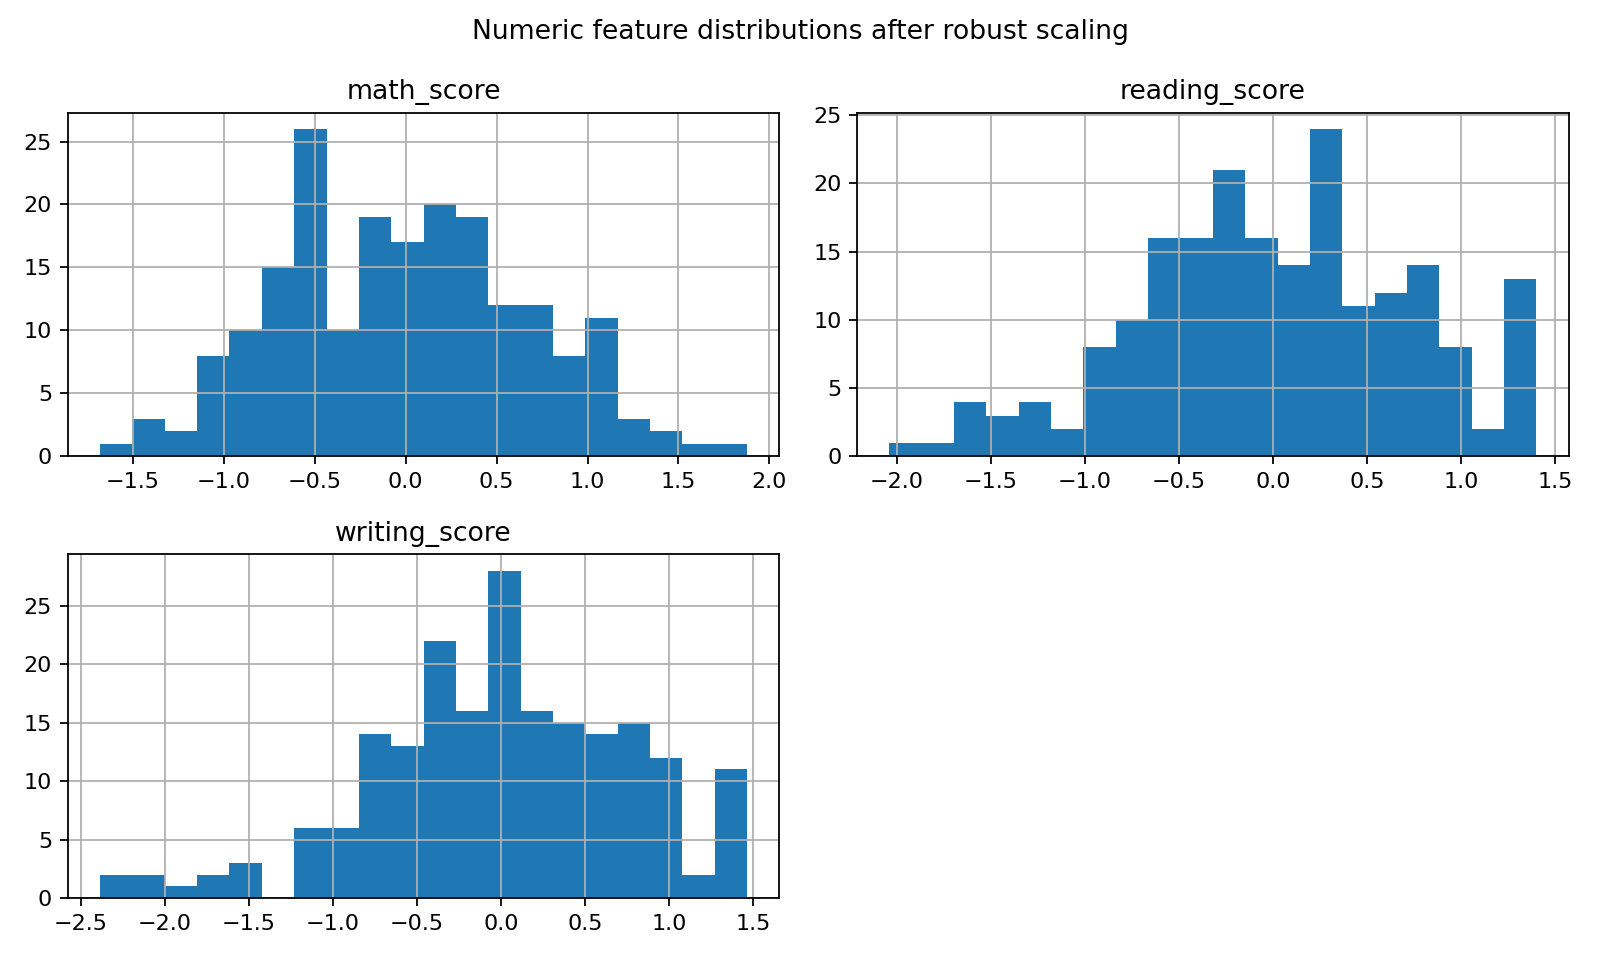 Numeric feature distributions after robust scaling
math_score
25
20
15
10
5
0
−1.5 −1.0 −0.5 0.0 0.5 1.0 1.5 2.0
reading_score
25
20
15
10
5
0
−2.0 −1.5 −1.0 −0.5 0.0 0.5 1.0 1.5
writing_score
25
20
15
10
5
0
−2.5 −2.0 −1.5 −1.0 −0.5 0.0 0.5 1.0 1.5